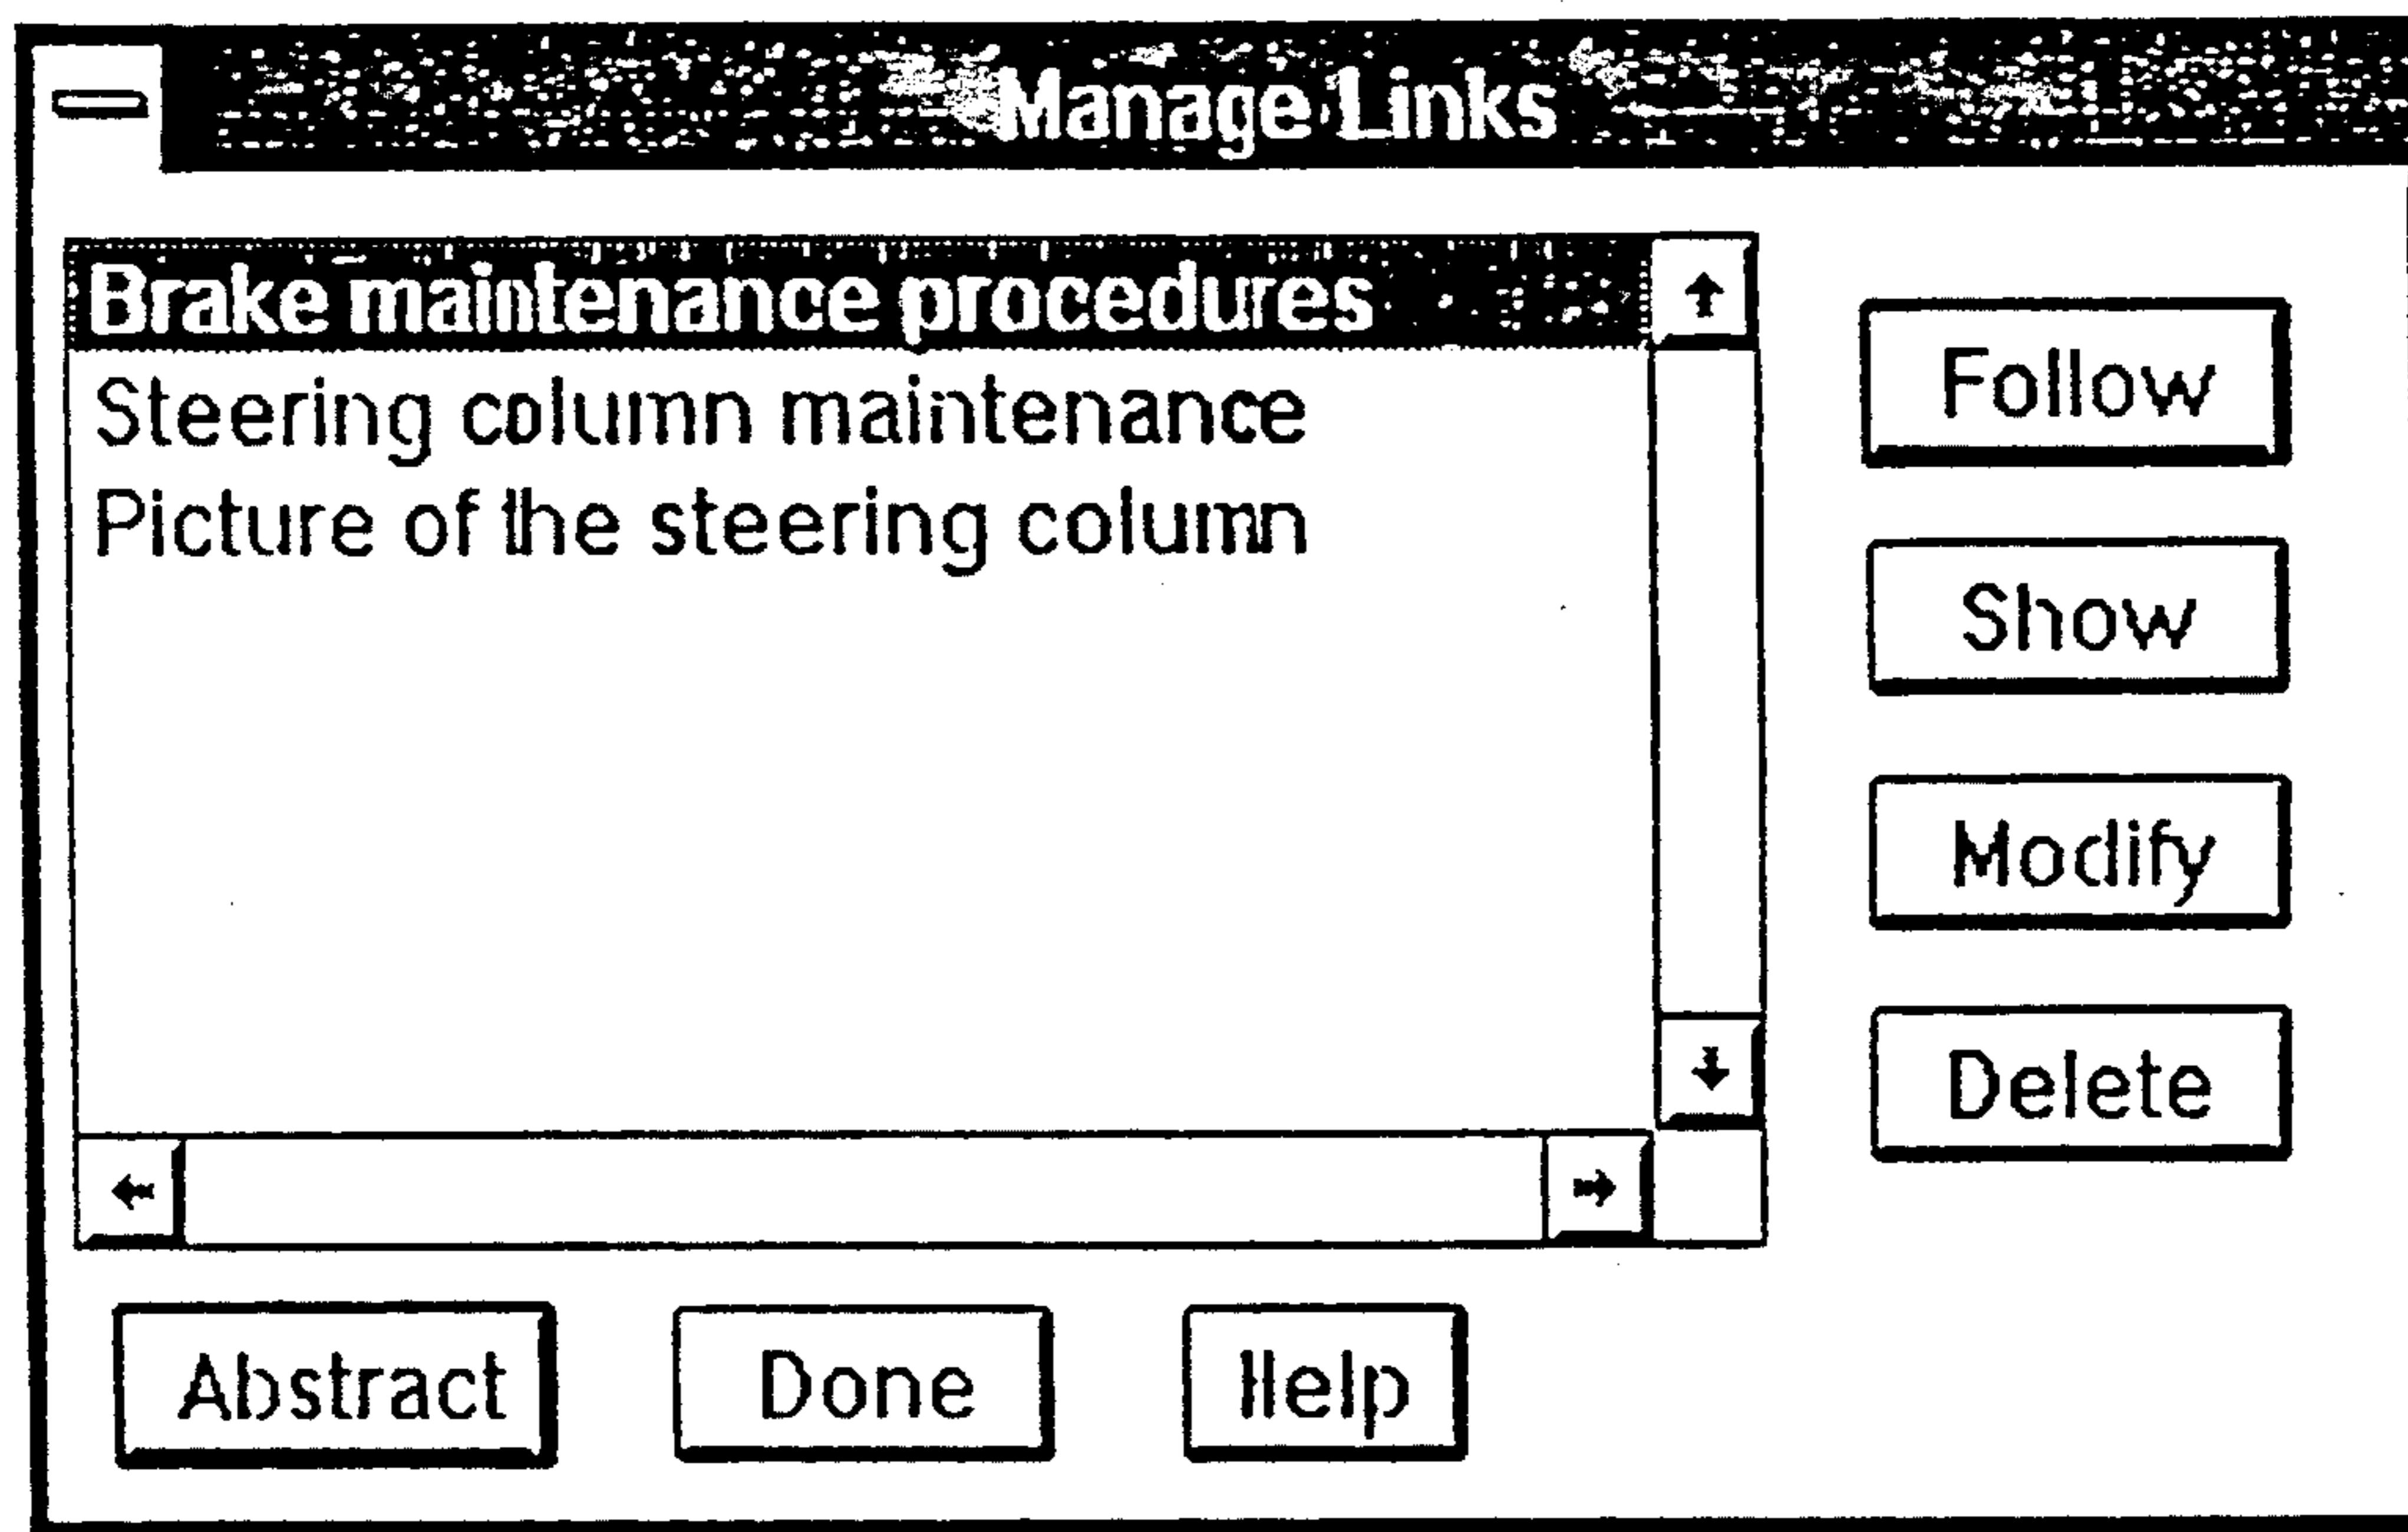 Manage Links
Brake maintenance procedures
Steering column maintenance
Picture of the steering column
Follow
Show
Modify
Delete
Abstract
Done
Help